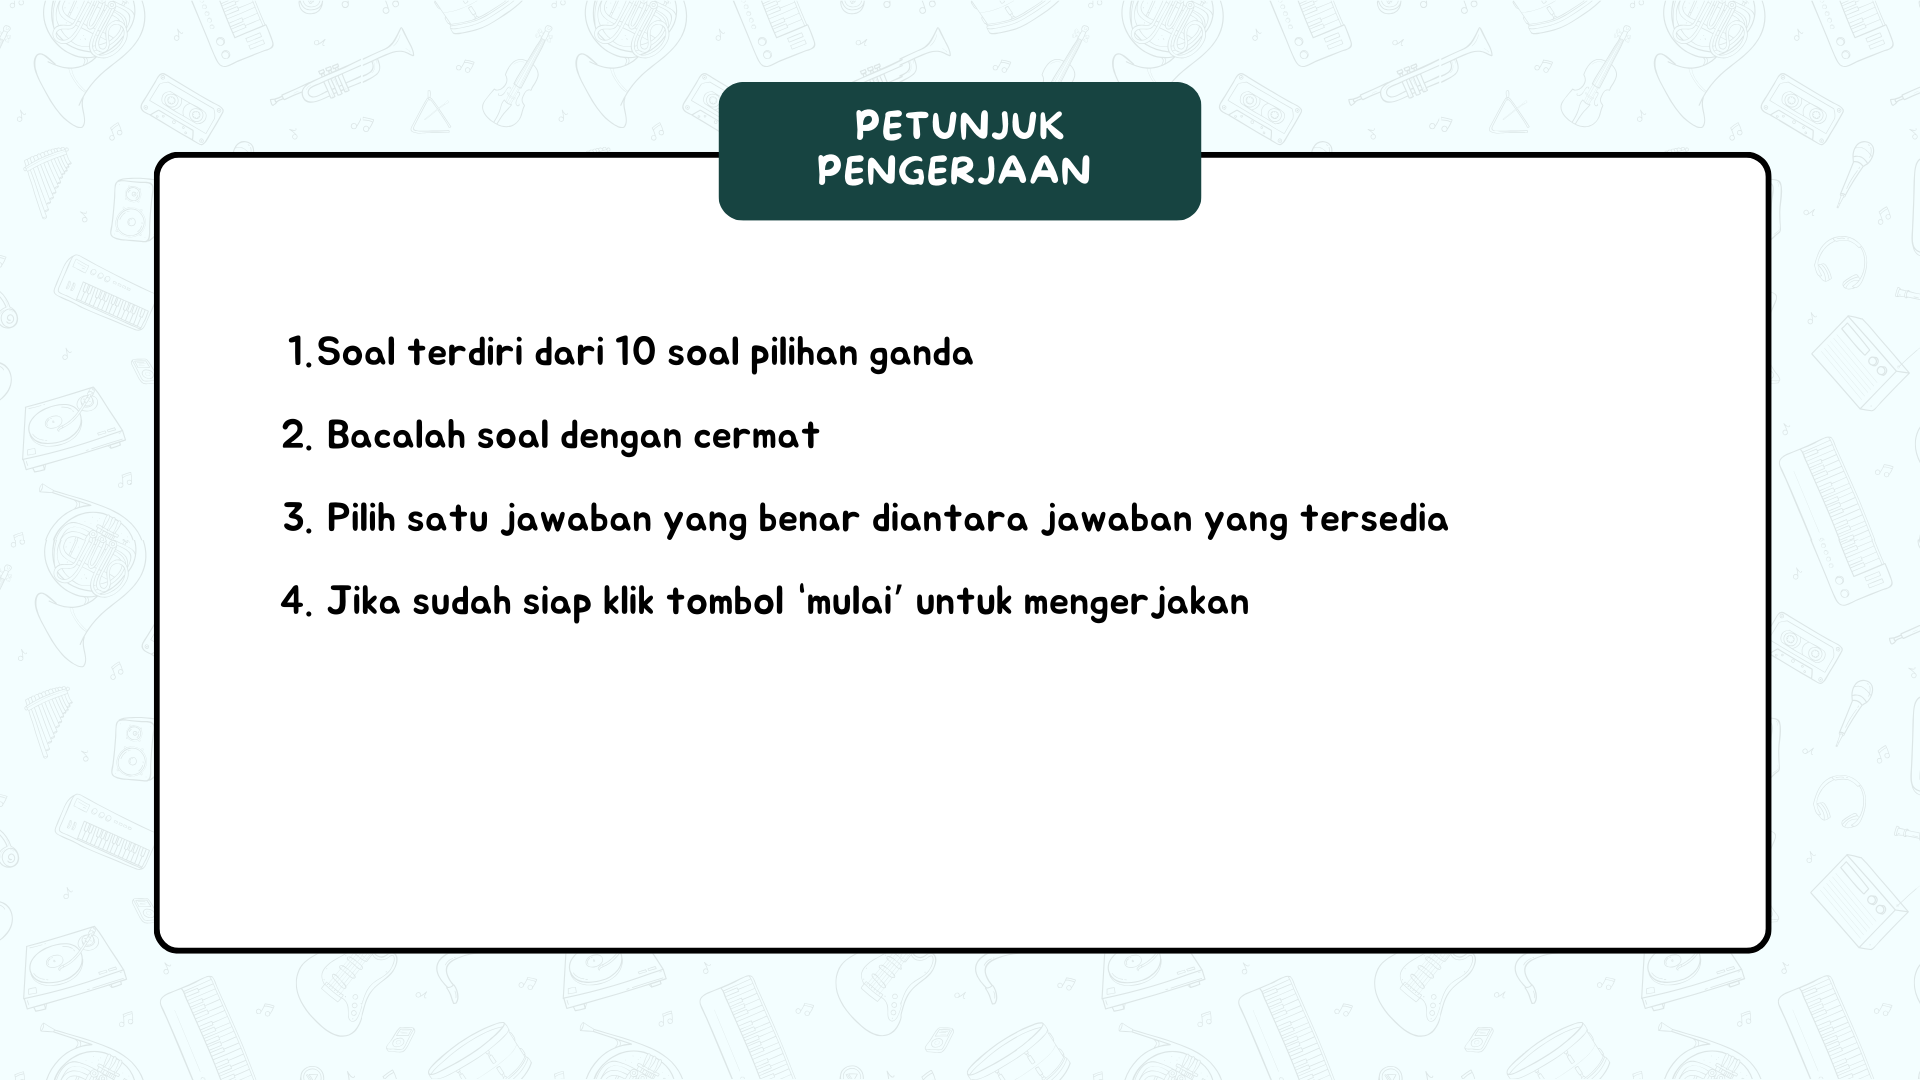 PETUNJUK
PENGERJAAN
1.Soal terdiri dari 10 soal pilihan ganda
2. Bacalah soal dengan cermat
3. Pilih satu jawaban yang benar diantara jawaban yang tersedia
4. Jika sudah siap klik tombol ‘mulai’ untuk mengerjakan